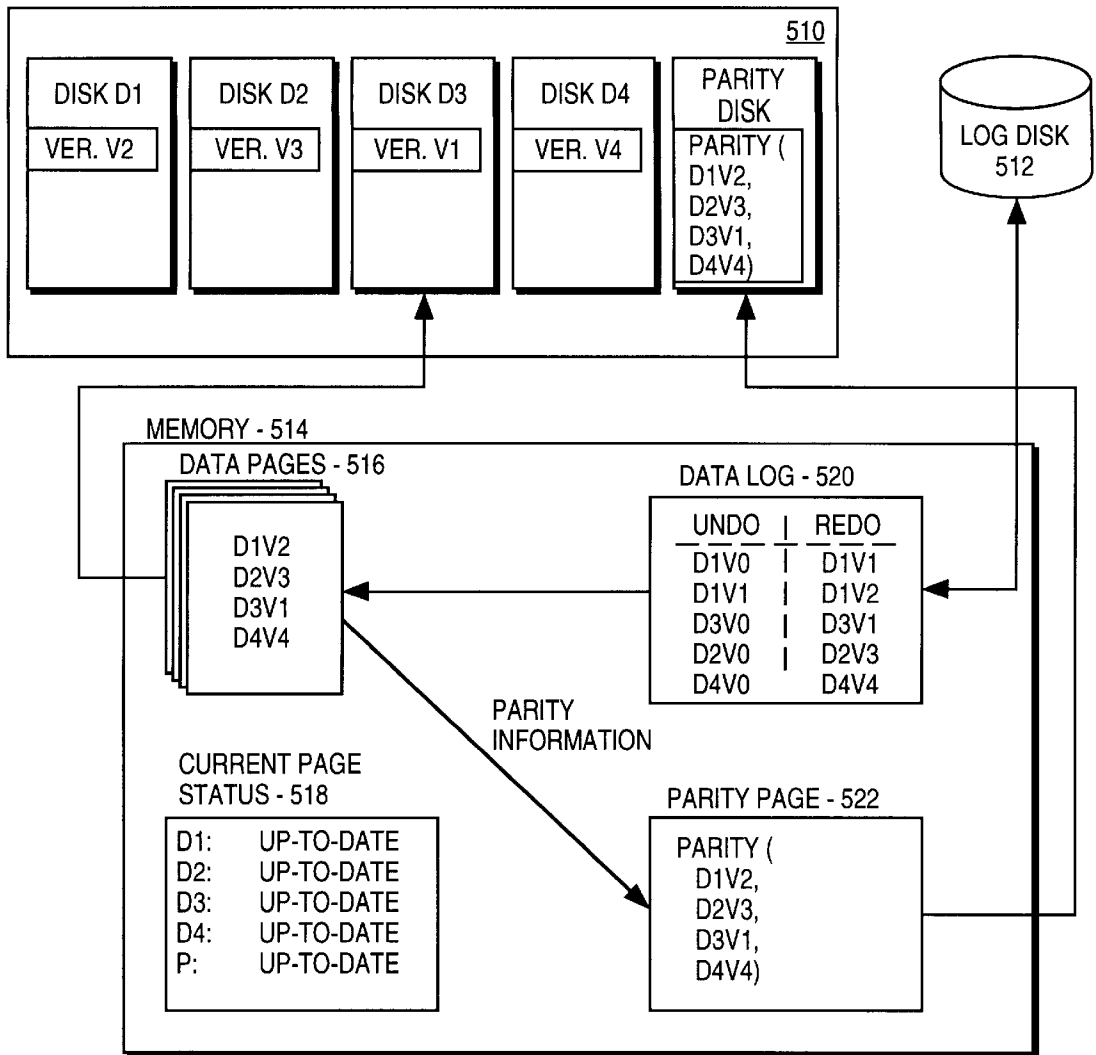 510
DISK D1
VER. V2
DISK D2
VER. V3
DISK D3
VER. V1
DISK D4
VER. V4
PARITY
DISK
PARITY (
D1V2,
D2V3,
D3V1,
D4V4)
LOG DISK
512
MEMORY - 514
DATA PAGES - 516
D1V2
D2V3
D3V1
D4V4
DATA LOG - 520
UNDO | REDO
D1V0 | D1V1
D1V1 | D1V2
D3V0 | D3V1
D2V0 | D2V3
D4V0 D4V4
PARITY
INFORMATION
CURRENT PAGE
STATUS - 518
D1: UP-TO-DATE
D2: UP-TO-DATE
D3: UP-TO-DATE
D4: UP-TO-DATE
P: UP-TO-DATE
PARITY PAGE - 522
PARITY (
D1V2,
D2V3,
D3V1,
D4V4)